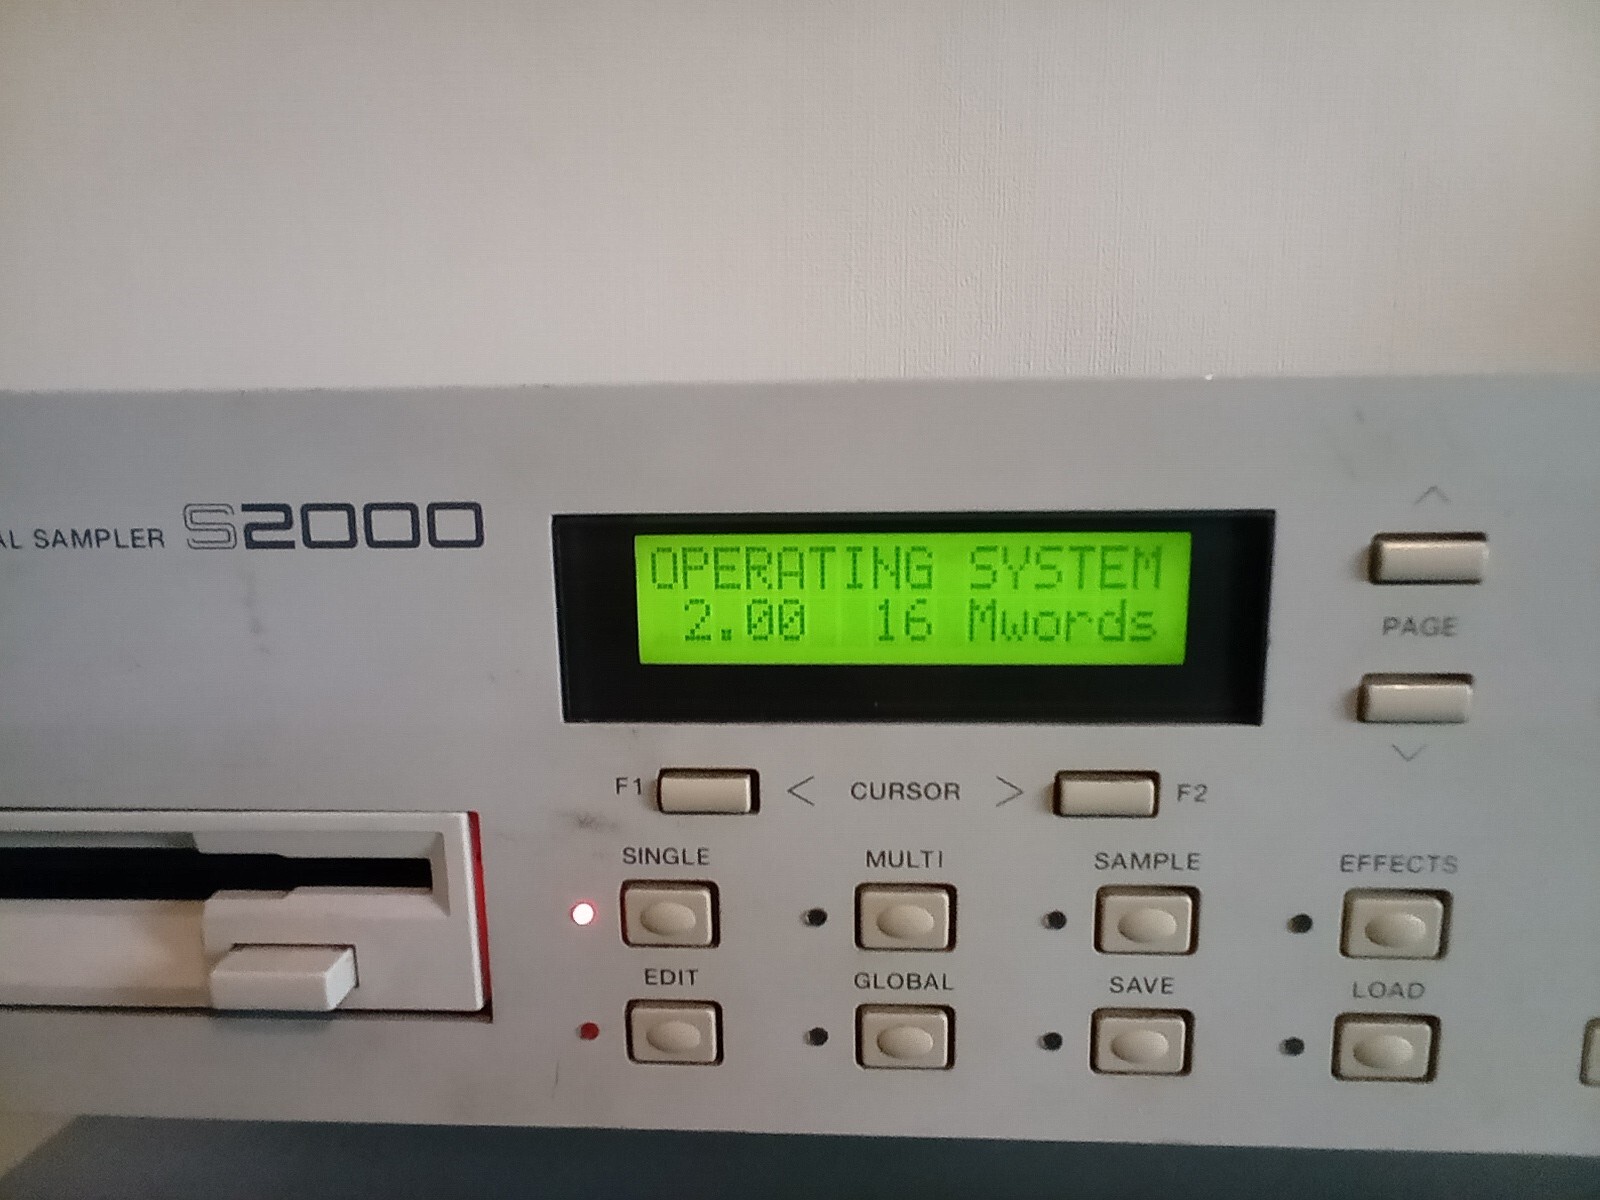 AL SAMPLER S2000
OPERATING SYSTEM
2.00 16 Mwords
PAGE
F1 < CURSOR > F2
SINGLE MULTI SAMPLE EFFECTS
EDIT GLOBAL SAVE LOAD